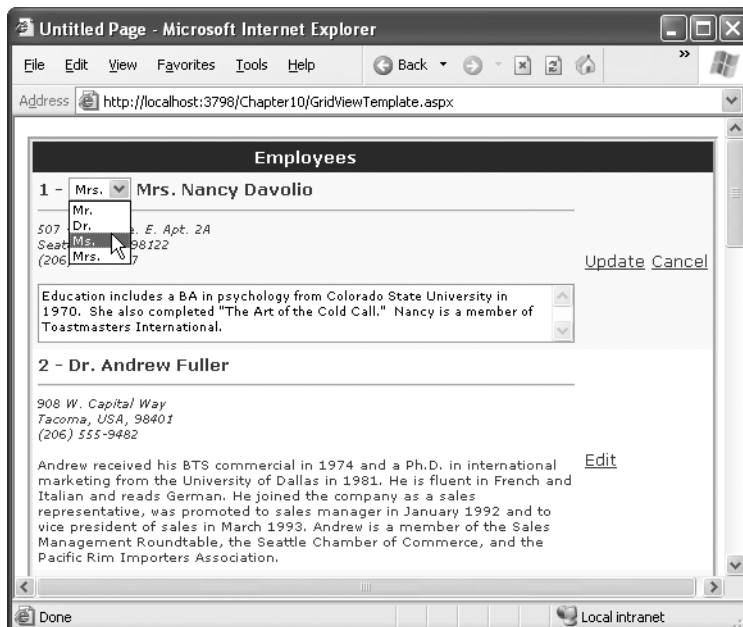 Untitled Page - Microsoft Internet Explorer
File Edit View Favorites Tools Help Back »
Address http://localhost:3798/Chapter10/GridViewTemplate.aspx
Employees
1 - Mrs. Mrs. Nancy Davolio
Mr.
Dr.
Ms.
Mrs.
507 - E. Apt. 2A
Seat 98122
(206) 7
Update Cancel
Education includes a BA in psychology from Colorado State University in
1970. She also completed "The Art of the Cold Call." Nancy is a member of
Toastmasters International.
2 - Dr. Andrew Fuller
908 W. Capital Way
Tacoma, USA, 98401
(206) 555-9482
Edit
Andrew received his BTS commercial in 1974 and a Ph.D. in international
marketing from the University of Dallas in 1981. He is fluent in French and
Italian and reads German. He joined the company as a sales
representative, was promoted to sales manager in January 1992 and to
vice president of sales in March 1993. Andrew is a member of the Sales
Management Roundtable, the Seattle Chamber of Commerce, and the
Pacific Rim Importers Association.
Done Local intranet